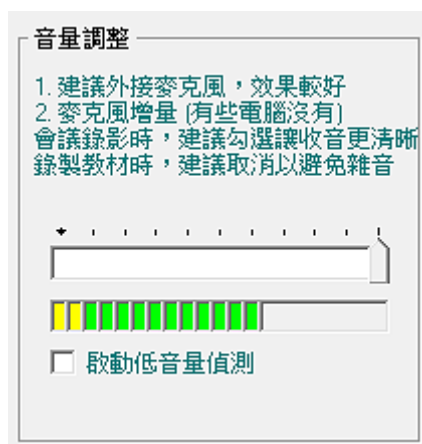 音量調整
1. 建議外接麥克風，效果較好
2. 麥克風增量 (有些電腦沒有)
會議錄影時，建議勾選讓收音更清晰
錄製教材時，建議取消以避免雜音
啟動低音量偵測